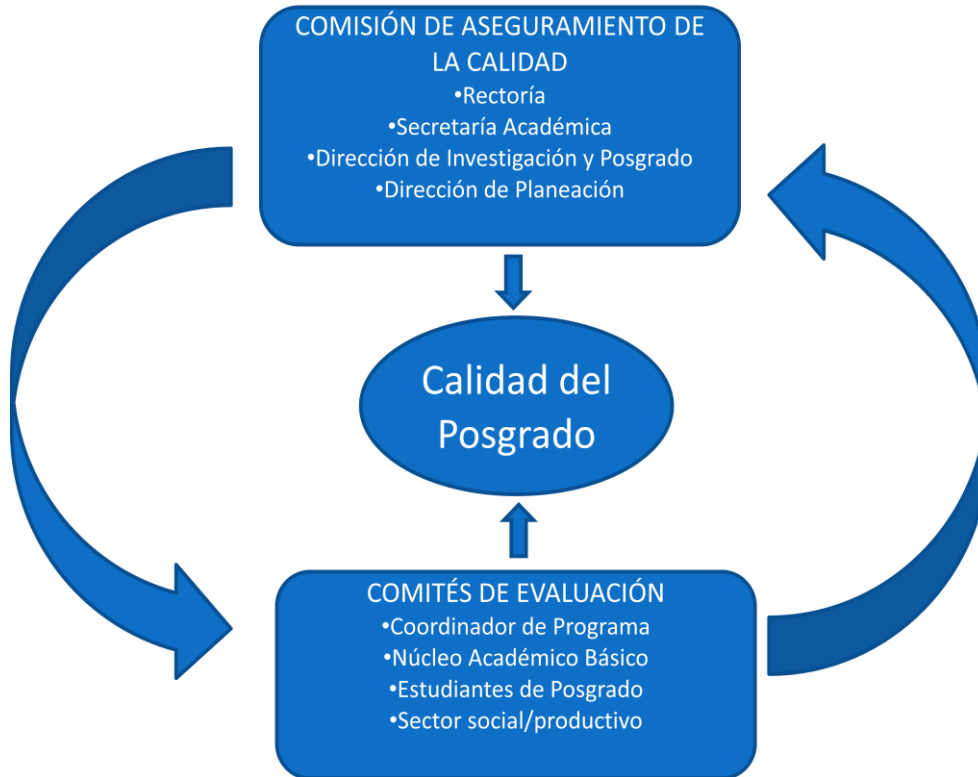 COMISIÓN DE ASEGURAMIENTO DE
LA CALIDAD
•Rectoría
•Secretaría Académica
•Dirección de Investigación y Posgrado
•Dirección de Planeación
Calidad del
Posgrado
COMITÉS DE EVALUACIÓN
•Coordinador de Programa
•Núcleo Académico Básico
•Estudiantes de Posgrado
•Sector social/productivo